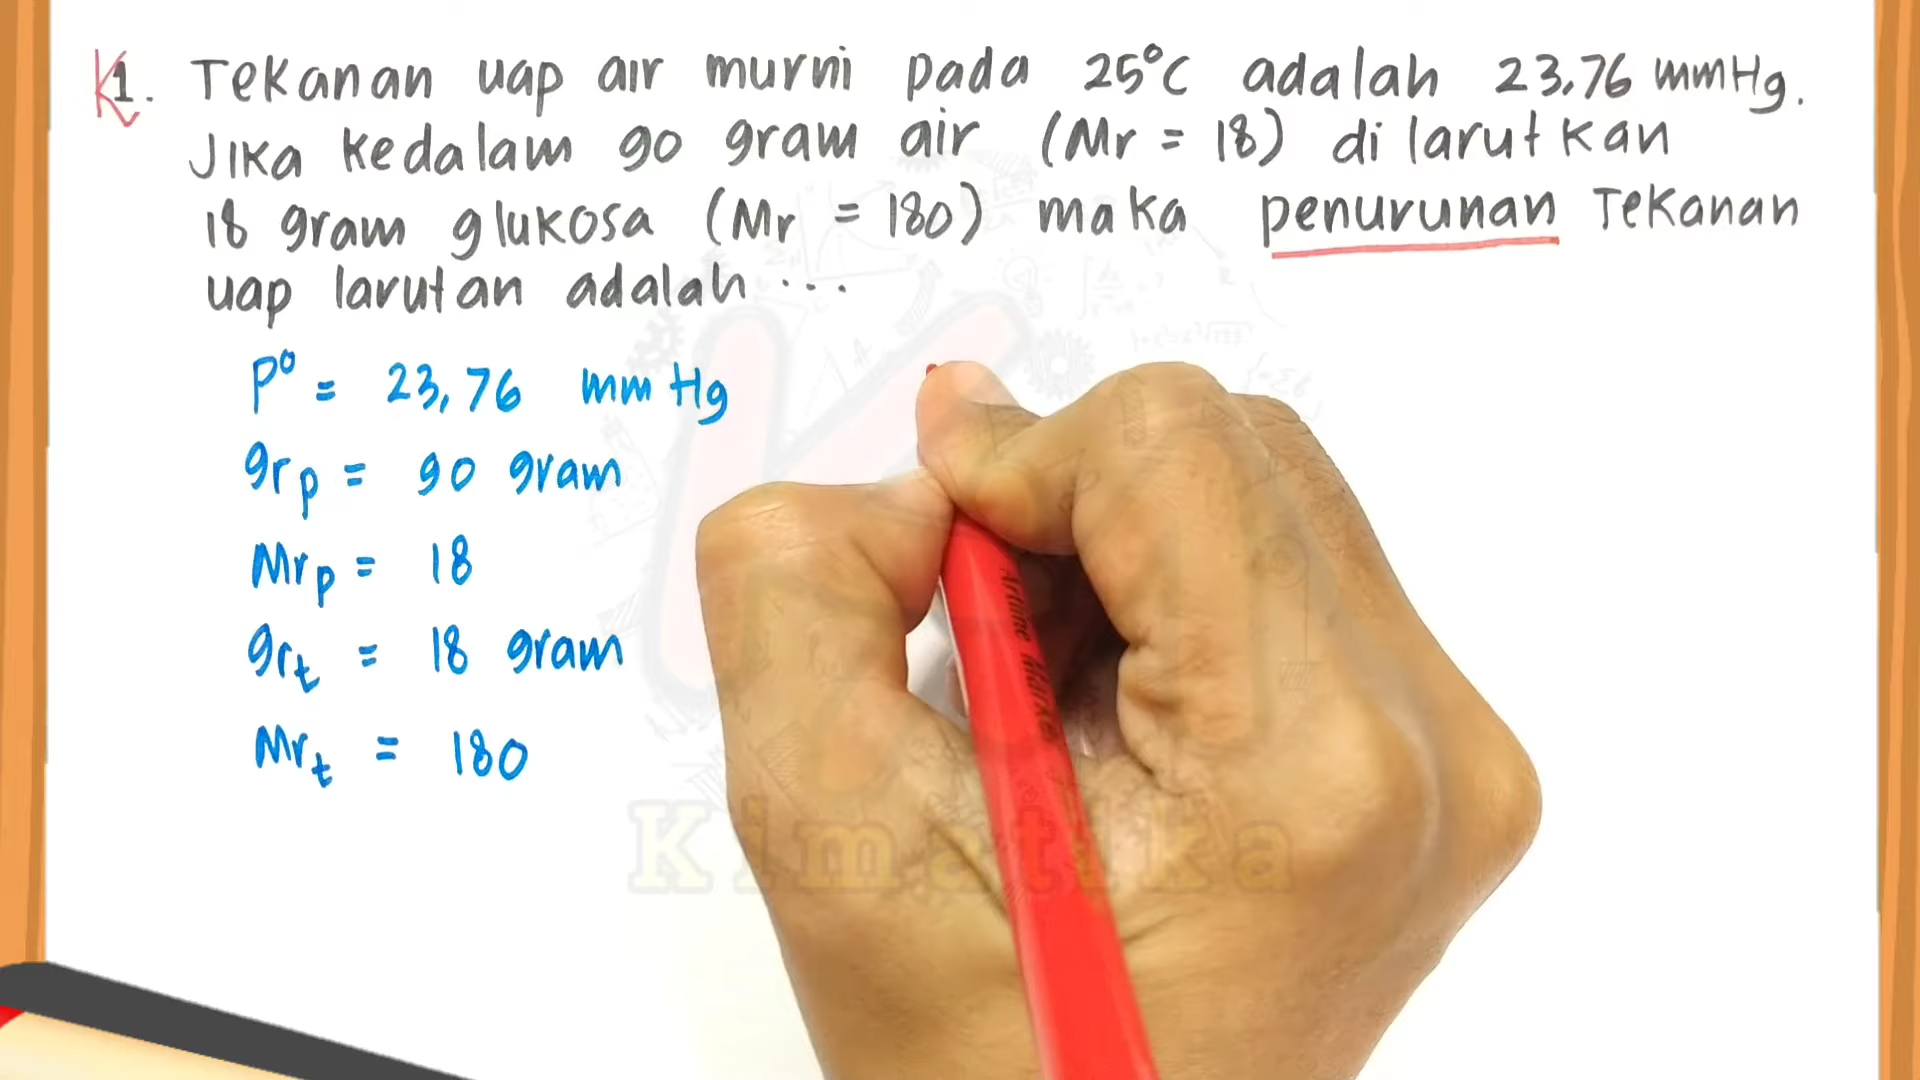 1. Tekanan uap air murni pada 25°C adalah 23,76 mmHg.
Jika kedalam 90 gram air (Mr = 18) dilarutkan
18 gram glukosa (Mr = 180) maka penurunan Tekanan
uap larutan adalah ...
P° = 23,76 mmHg
grp = 90 gram
Mrp = 18
grt = 18 gram
Mrt = 180
Artline
Kimatika